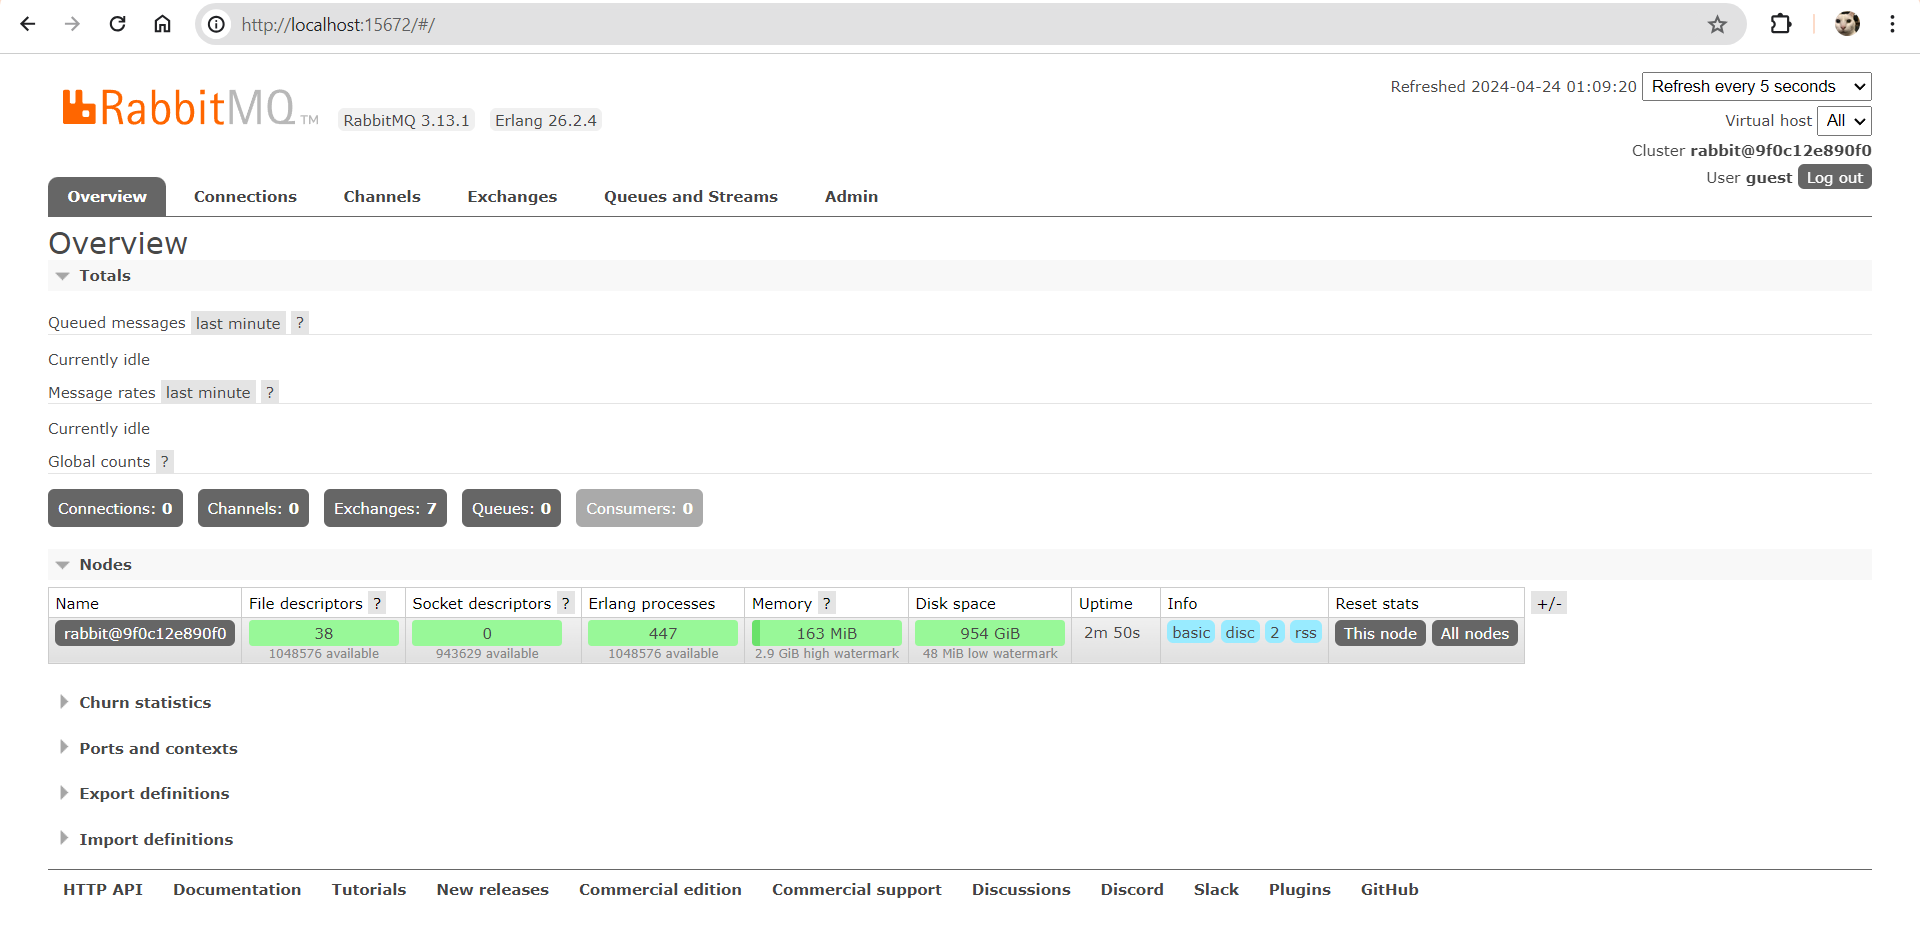 http://localhost:15672/#/
RabbitMQ TM RabbitMQ 3.13.1 Erlang 26.2.4
Refreshed 2024-04-24 01:09:20 Refresh every 5 seconds
Virtual host All
Cluster rabbit@9f0c12e890f0
User guest Log out
Overview Connections Channels Exchanges Queues and Streams Admin
Overview
Totals
Queued messages last minute ?
Currently idle
Message rates last minute ?
Currently idle
Global counts ?
Connections: 0 Channels: 0 Exchanges: 7 Queues: 0 Consumers: 0
Nodes
Name File descriptors ? Socket descriptors ? Erlang processes Memory ? Disk space Uptime Info Reset stats +/-
rabbit@9f0c12e890f0 38 0 447 163 MiB 954 GiB 2m 50s basic disc 2 rss This node All nodes
1048576 available 943629 available 1048576 available 2.9 GiB high watermark 48 MiB low watermark
Churn statistics
Ports and contexts
Export definitions
Import definitions
HTTP API Documentation Tutorials New releases Commercial edition Commercial support Discussions Discord Slack Plugins GitHub